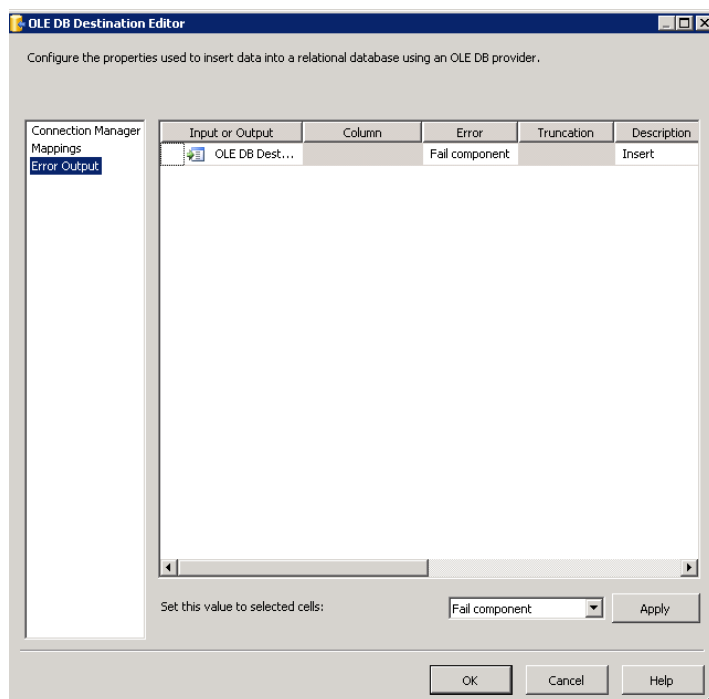 OLE DB Destination Editor
Configure the properties used to insert data into a relational database using an OLE DB provider.
Connection Manager
Mappings
Error Output
Input or Output Column Error Truncation Description
OLE DB Dest... Fail component Insert
Set this value to selected cells: Fail component Apply
OK Cancel Help